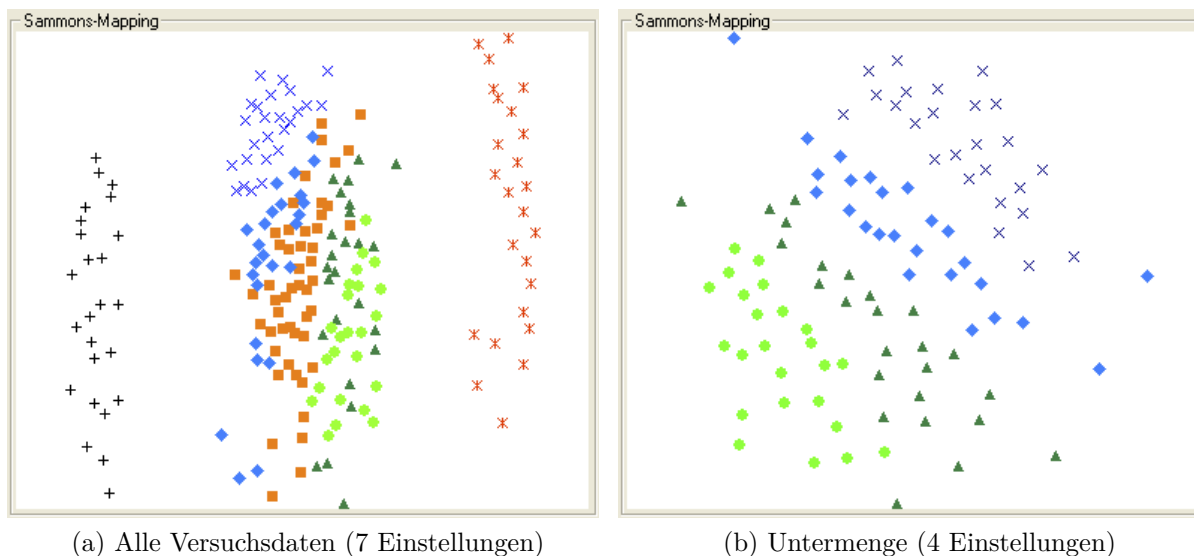 Sammons-Mapping
Sammons-Mapping
(a) Alle Versuchsdaten (7 Einstellungen)
(b) Untermenge (4 Einstellungen)